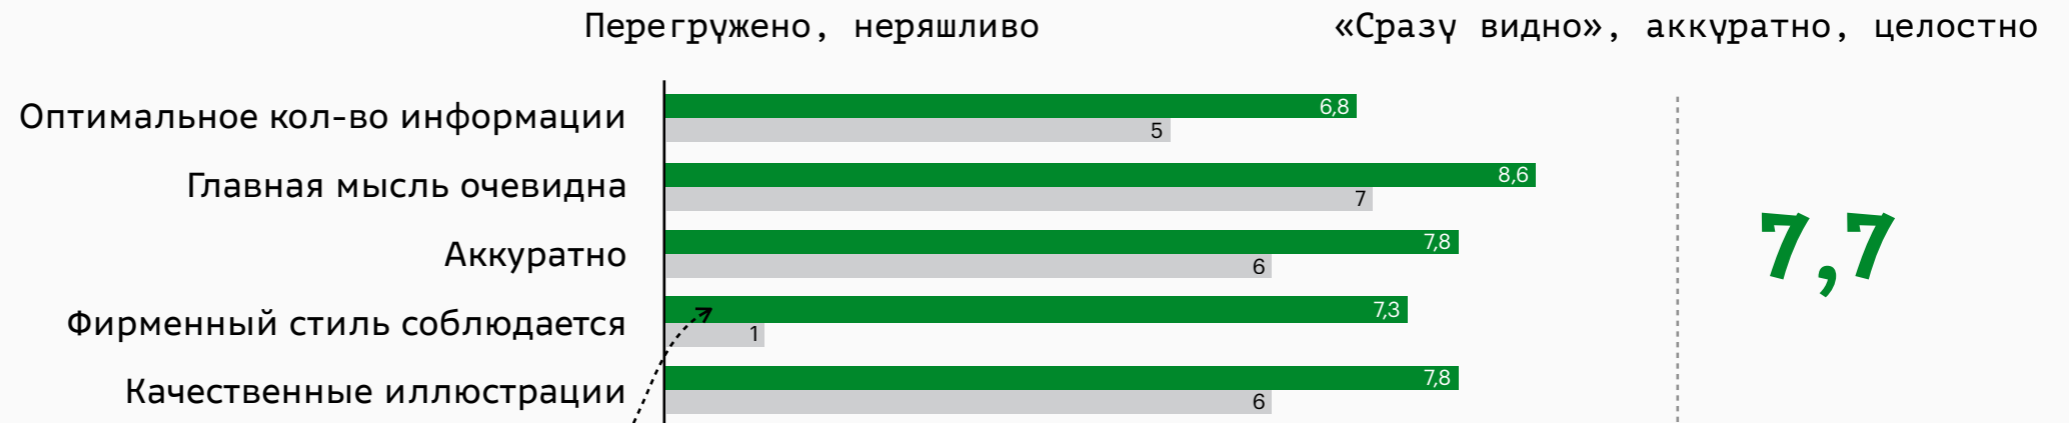 Перегружено, неряшливо
«Сразу видно», аккуратно, целостно
Оптимальное кол-во информации
6,8
5
Главная мысль очевидна
8,6
7
7,7
Аккуратно
7,8
6
Фирменный стиль соблюдается
7,3
1
Качественные иллюстрации
7,8
6